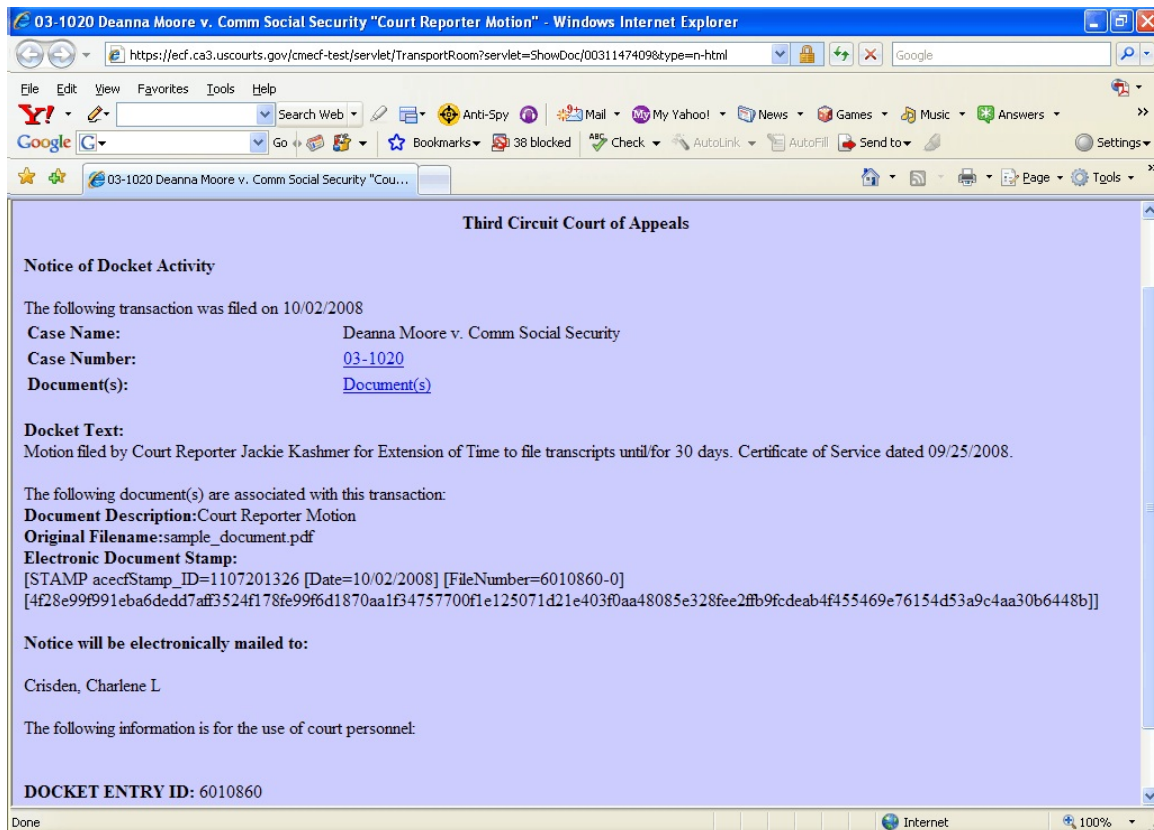 03-1020 Deanna Moore v. Comm Social Security "Court Reporter Motion" - Windows Internet Explorer
https://ecf.ca3.uscourts.gov/cmecf-test/servlet/TransportRoom?servlet=ShowDoc/00311474098&type=n-html
Google
File Edit View Favorites Tools Help
Y! Search Web Anti-Spy Mail My Yahoo! News Games Music Answers >>
Google G Go Bookmarks 38 blocked ABC Check AutoLink AutoFill Send to Settings
03-1020 Deanna Moore v. Comm Social Security "Cou... Page Tools >>
Third Circuit Court of Appeals
Notice of Docket Activity
The following transaction was filed on 10/02/2008
Case Name: Deanna Moore v. Comm Social Security
Case Number: 03-1020
Document(s): Document(s)
Docket Text:
Motion filed by Court Reporter Jackie Kashmer for Extension of Time to file transcripts until/for 30 days. Certificate of Service dated 09/25/2008.
The following document(s) are associated with this transaction:
Document Description:Court Reporter Motion
Original Filename:sample_document.pdf
Electronic Document Stamp:
[STAMP acecfStamp_ID=1107201326 [Date=10/02/2008] [FileNumber=6010860-0]
[4f28e99f991eba6dedd7aff3524f178fe99f6d1870aa1f34757700f1e125071d21e403f0aa48085e328fee2ffb9fcdeab4f455469e76154d53a9c4aa30b6448b]]
Notice will be electronically mailed to:
Crisden, Charlene L
The following information is for the use of court personnel:
DOCKET ENTRY ID: 6010860
Done Internet 100%